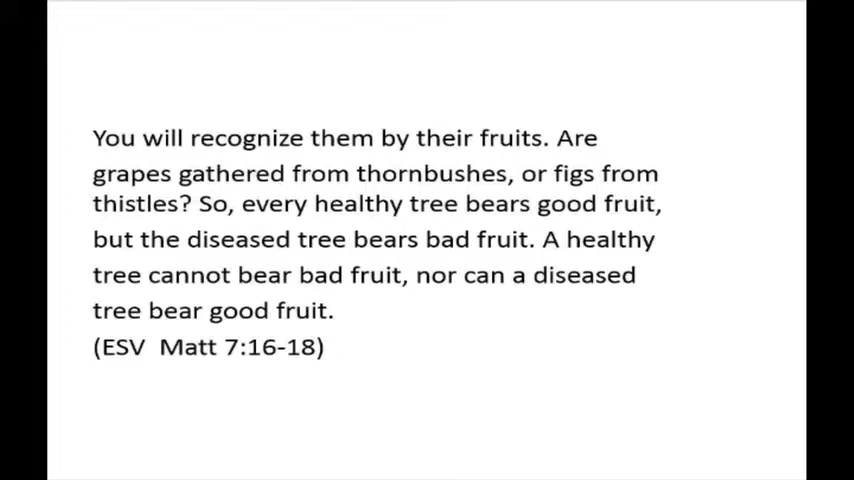 You will recognize them by their fruits. Are
grapes gathered from thornbushes, or figs from
thistles? So, every healthy tree bears good fruit,
but the diseased tree bears bad fruit. A healthy
tree cannot bear bad fruit, nor can a diseased
tree bear good fruit.
(ESV  Matt 7:16-18)